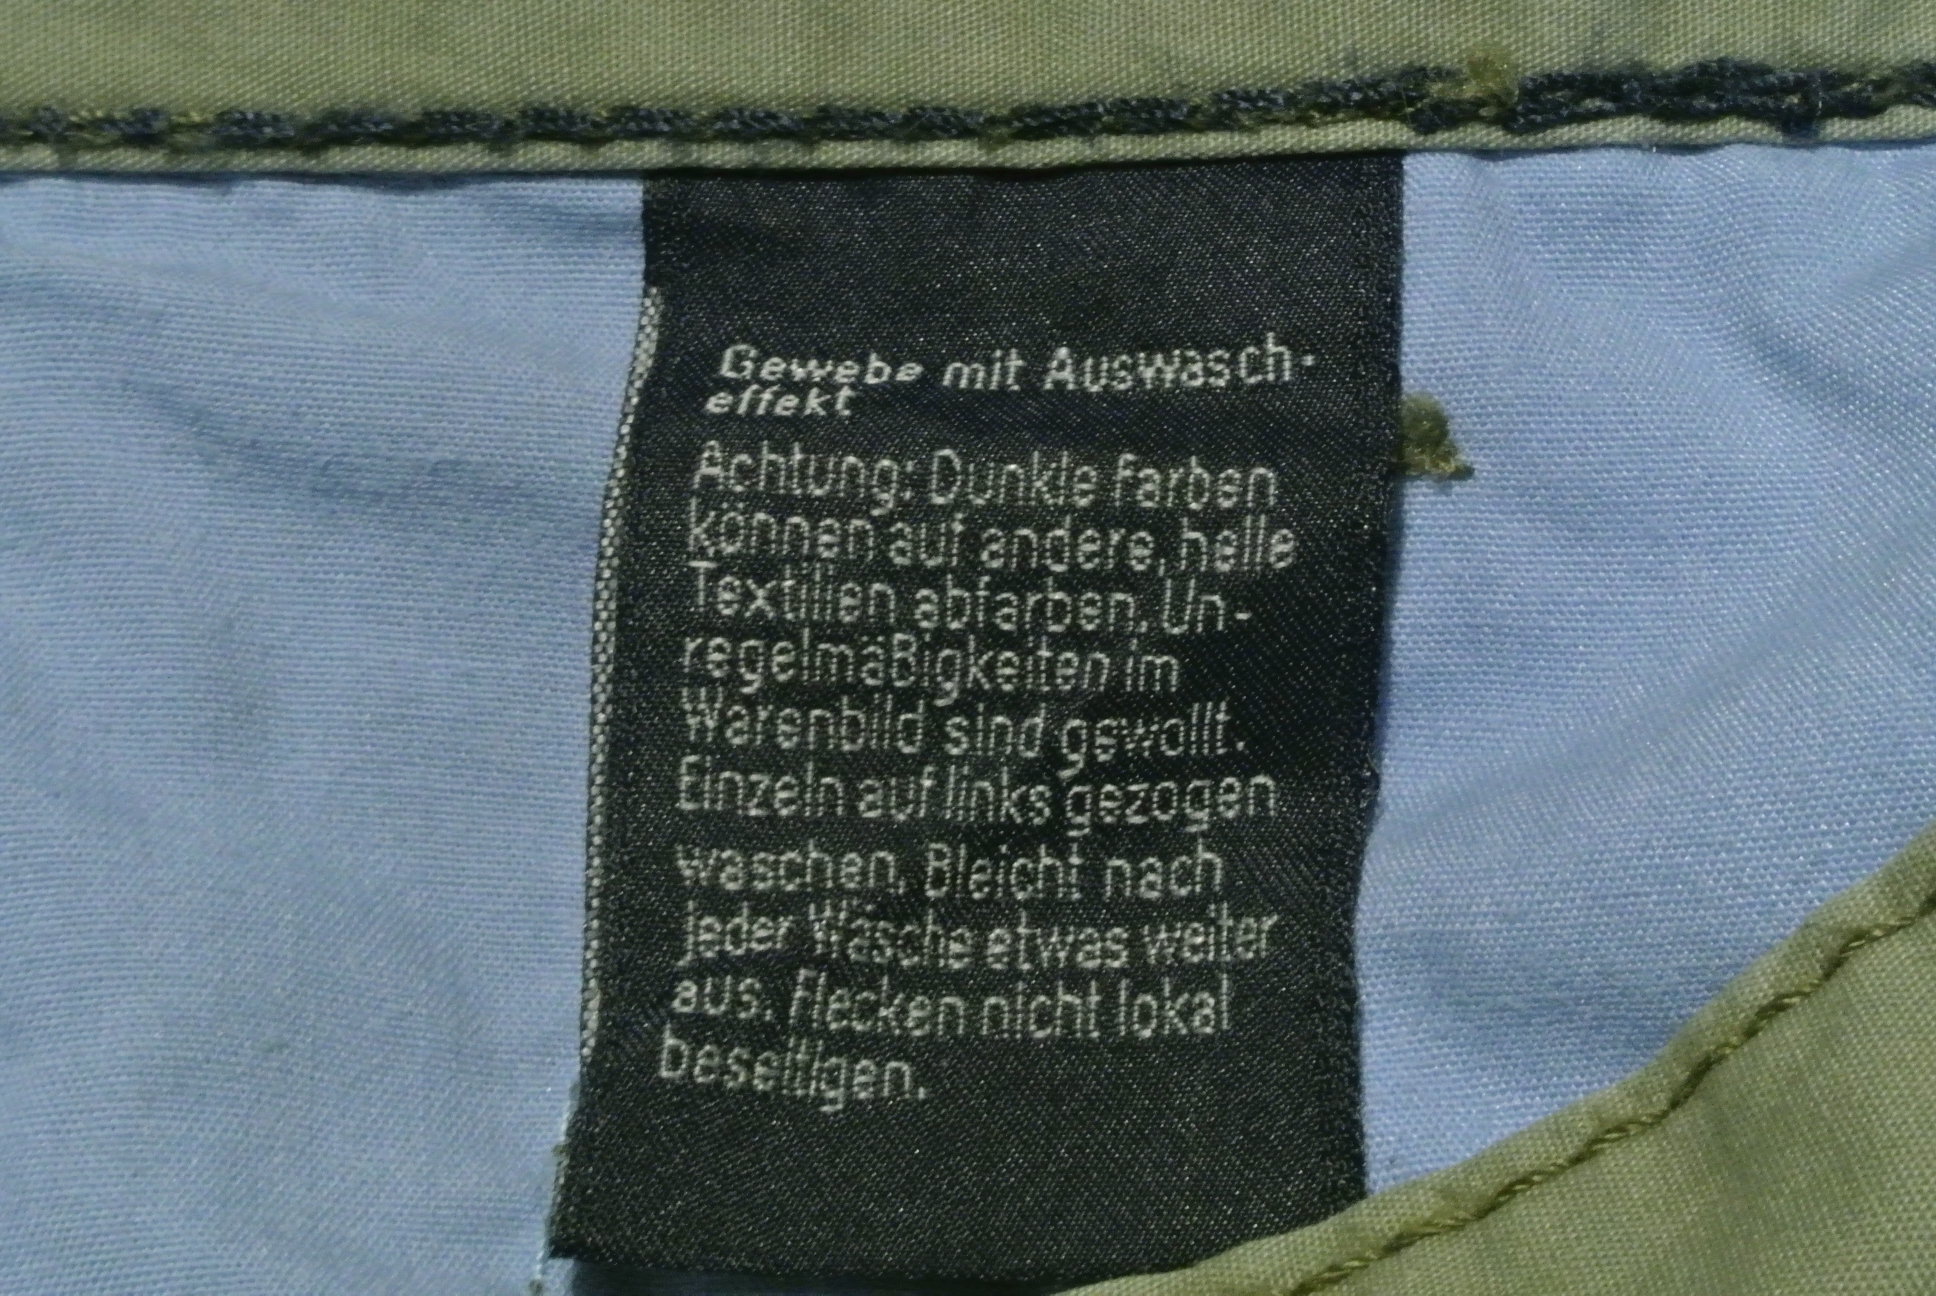 Gewebe mit Auswasch-
effekt
Achtung: Dunkle Farben
können auf andere, helle
Textilien abfärben. Un-
regelmäßigkeiten im
Warenbild sind gewollt.
Einzeln auf links gezogen
waschen. Bleicht nach
jeder Wäsche etwas weiter
aus. Flecken nicht lokal
beseitigen.